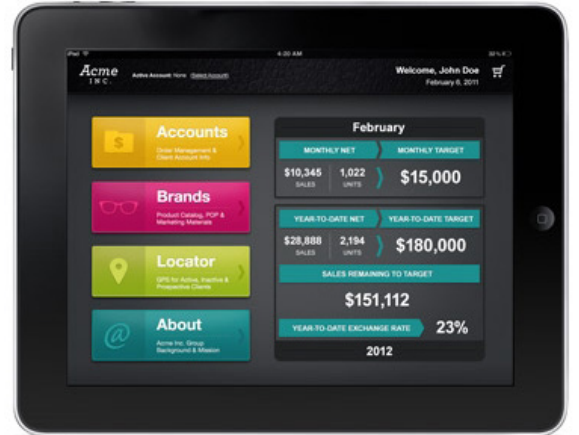 iPad
6:20 AM
Acme
INC.
Active Account: None (Select Account)
Welcome, John Doe
February 6, 2011
Accounts
Order Management &
Client Account Info
Brands
Product Catalog, POP &
Marketing Materials
Locator
GPS for Active, Inactive &
Prospective Clients
About
Acme Inc. Group
Background & Mission
February
MONTHLY NET
MONTHLY TARGET
$10,345
SALES
1,022
UNITS
$15,000
YEAR-TO-DATE NET
YEAR-TO-DATE TARGET
$28,888
SALES
2,194
UNITS
$180,000
SALES REMAINING TO TARGET
$151,112
YEAR-TO-DATE EXCHANGE RATE
23%
2012